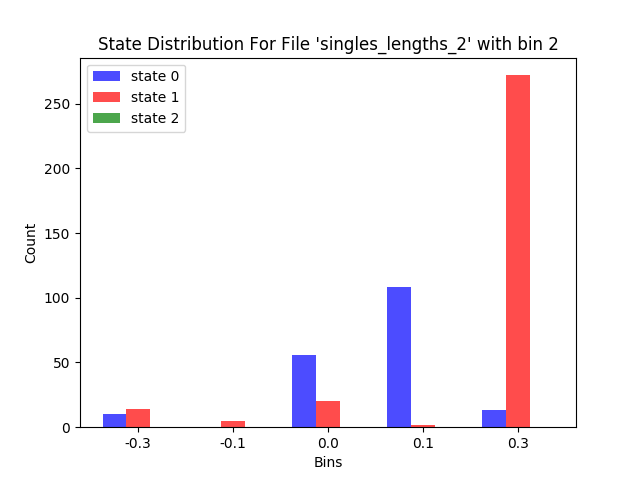 State Distribution For File 'singles_lengths_2' with bin 2
state 0
state 1
state 2
250
200
150
100
50
0
Count
-0.3 -0.1 0.0 0.1 0.3
Bins